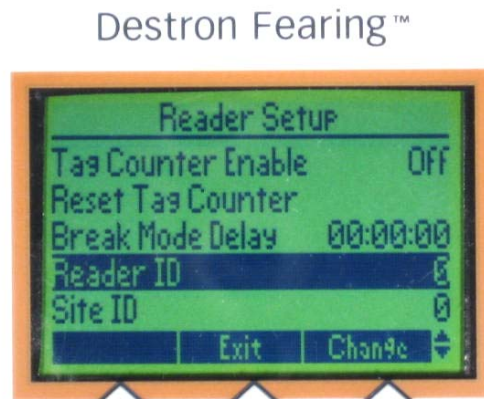 Destron Fearing™
Reader Setup
Tag Counter Enable Off
Reset Tag Counter
Break Mode Delay 00:00:00
Reader ID 0
Site ID 0
Exit Change